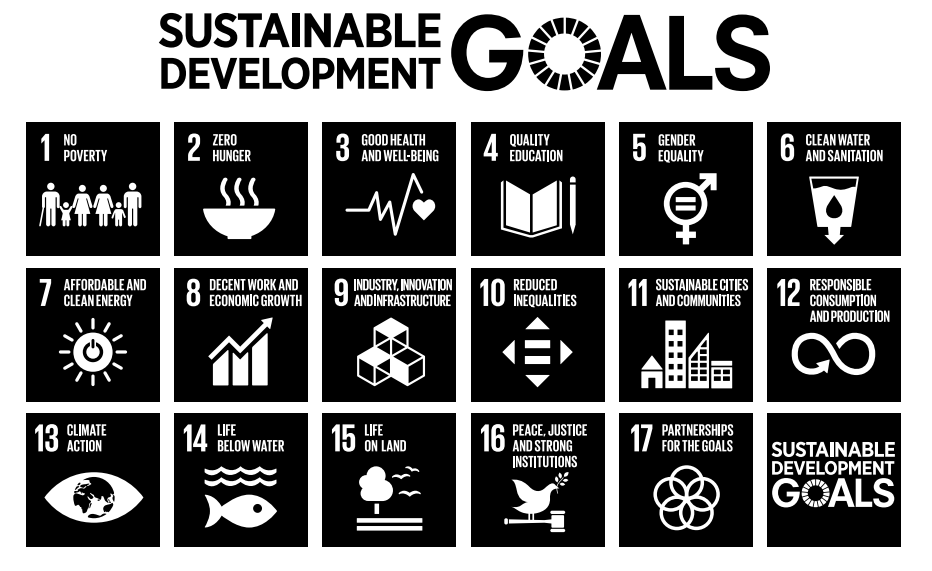 SUSTAINABLE
DEVELOPMENT
GOALS
1 NO
POVERTY
2 ZERO
HUNGER
3 GOOD HEALTH
AND WELL-BEING
4 QUALITY
EDUCATION
5 GENDER
EQUALITY
6 CLEAN WATER
AND SANITATION
7 AFFORDABLE AND
CLEAN ENERGY
8 DECENT WORK AND
ECONOMIC GROWTH
9 INDUSTRY, INNOVATION
AND INFRASTRUCTURE
10 REDUCED
INEQUALITIES
11 SUSTAINABLE CITIES
AND COMMUNITIES
12 RESPONSIBLE
CONSUMPTION
AND PRODUCTION
13 CLIMATE
ACTION
14 LIFE
BELOW WATER
15 LIFE
ON LAND
16 PEACE, JUSTICE
AND STRONG
INSTITUTIONS
17 PARTNERSHIPS
FOR THE GOALS
SUSTAINABLE
DEVELOPMENT
GOALS